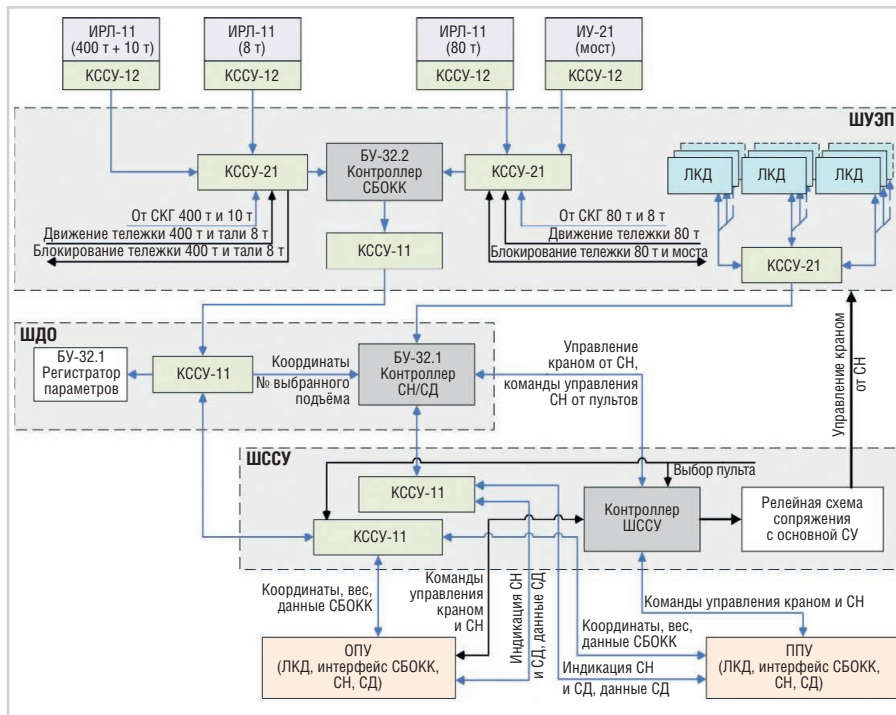 ИРЛ-11
(400 т + 10 т)
КССУ-12
ИРЛ-11
(8 т)
КССУ-12
ИРЛ-11
(80 т)
КССУ-12
ИУ-21
(мост)
КССУ-12
ШУЭП
КССУ-21
БУ-32.2
Контроллер
СБОКК
КССУ-21
ЛКД
ЛКД
ЛКД
От СКГ 400 т и 10 т
Движение тележки 400 т и тали 8 т
Блокирование тележки 400 т и тали 8 т
КССУ-11
От СКГ 80 т и 8 т
Движение тележки 80 т
Блокирование тележки 80 т и моста
КССУ-21
ШДО
БУ-32.1
Регистратор
параметров
КССУ-11
Координаты
№ выбранного
подъёма
БУ-32.1
Контроллер
СН/СД
Управление
краном от СН,
команды управления
СН от пультов
Управление краном
от СН
ШССУ
Выбор пульта
КССУ-11
КССУ-11
Контроллер
ШССУ
Релейная схема
сопряжения
с основной СУ
Координаты, вес,
данные СБОКК
Команды
управления
краном
и СН
Индикация СН
и СД, данные СД
Команды управления краном и СН
Координаты, вес,
данные СБОКК
Индикация СН
и СД, данные СД
ОПУ
(ЛКД, интерфейс СБОКК,
СН, СД)
ППУ
(ЛКД, интерфейс СБОКК,
СН, СД)